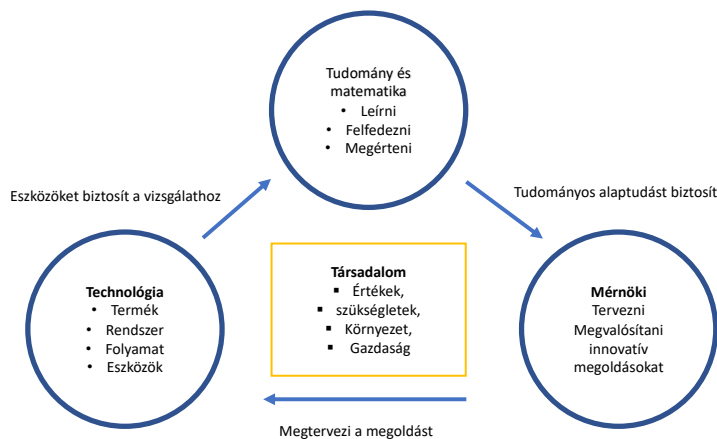 Tudomány és
matematika
• Leírni
• Felfedezni
• Megérteni
Eszközöket biztosít a vizsgálathoz
Tudományos alaptudást biztosít
Technológia
• Termék
• Rendszer
• Folyamat
• Eszközök
Társadalom
▪ Értékek,
▪ szükségletek,
▪ Környezet,
▪ Gazdaság
Mérnöki
Tervezni
Megvalósítani
innovatív
megoldásokat
Megtervezi a megoldást